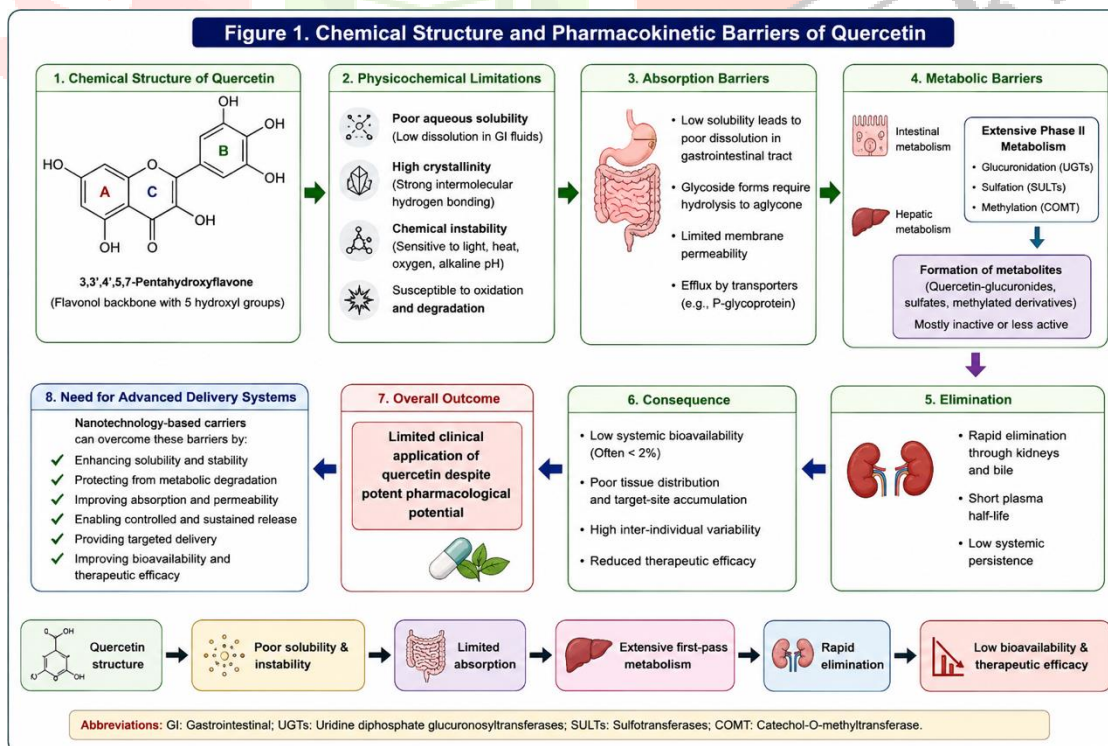 Figure 1. Chemical Structure and Pharmacokinetic Barriers of Quercetin
1. Chemical Structure of Quercetin
OH
OH
B
HO
O
OH
A
C
OH
OH
O
3,3',4',5,7-Pentahydroxyflavone
(Flavonol backbone with 5 hydroxyl groups)
2. Physicochemical Limitations
Poor aqueous solubility
(Low dissolution in GI fluids)
High crystallinity
(Strong intermolecular
hydrogen bonding)
Chemical instability
(Sensitive to light, heat,
oxygen, alkaline pH)
Susceptible to oxidation
and degradation
3. Absorption Barriers
• Low solubility leads to
poor dissolution in
gastrointestinal tract
• Glycoside forms require
hydrolysis to aglycone
• Limited membrane
permeability
• Efflux by transporters
(e.g., P-glycoprotein)
4. Metabolic Barriers
Intestinal
metabolism
Hepatic
metabolism
Extensive Phase II
Metabolism
• Glucuronidation (UGTs)
• Sulfation (SULTs)
• Methylation (COMT)
Formation of metabolites
(Quercetin-glucuronides,
sulfates, methylated derivatives)
Mostly inactive or less active
5. Elimination
• Rapid elimination
through kidneys
and bile
• Short plasma
half-life
• Low systemic
persistence
6. Consequence
• Low systemic bioavailability
(Often < 2%)
• Poor tissue distribution
and target-site accumulation
• High inter-individual variability
• Reduced therapeutic efficacy
7. Overall Outcome
Limited clinical
application of
quercetin despite
potent pharmacological
potential
8. Need for Advanced Delivery Systems
Nanotechnology-based carriers
can overcome these barriers by:
✓ Enhancing solubility and stability
✓ Protecting from metabolic degradation
✓ Improving absorption and permeability
✓ Enabling controlled and sustained release
✓ Providing targeted delivery
✓ Improving bioavailability and
therapeutic efficacy
OH
OH
Quercetin
structure
Poor solubility &
instability
Limited
absorption
Extensive first-pass
metabolism
Rapid
elimination
Low bioavailability &
therapeutic efficacy
Abbreviations: GI: Gastrointestinal; UGTs: Uridine diphosphate glucuronosyltransferases; SULTs: Sulfotransferases; COMT: Catechol-O-methyltransferase.